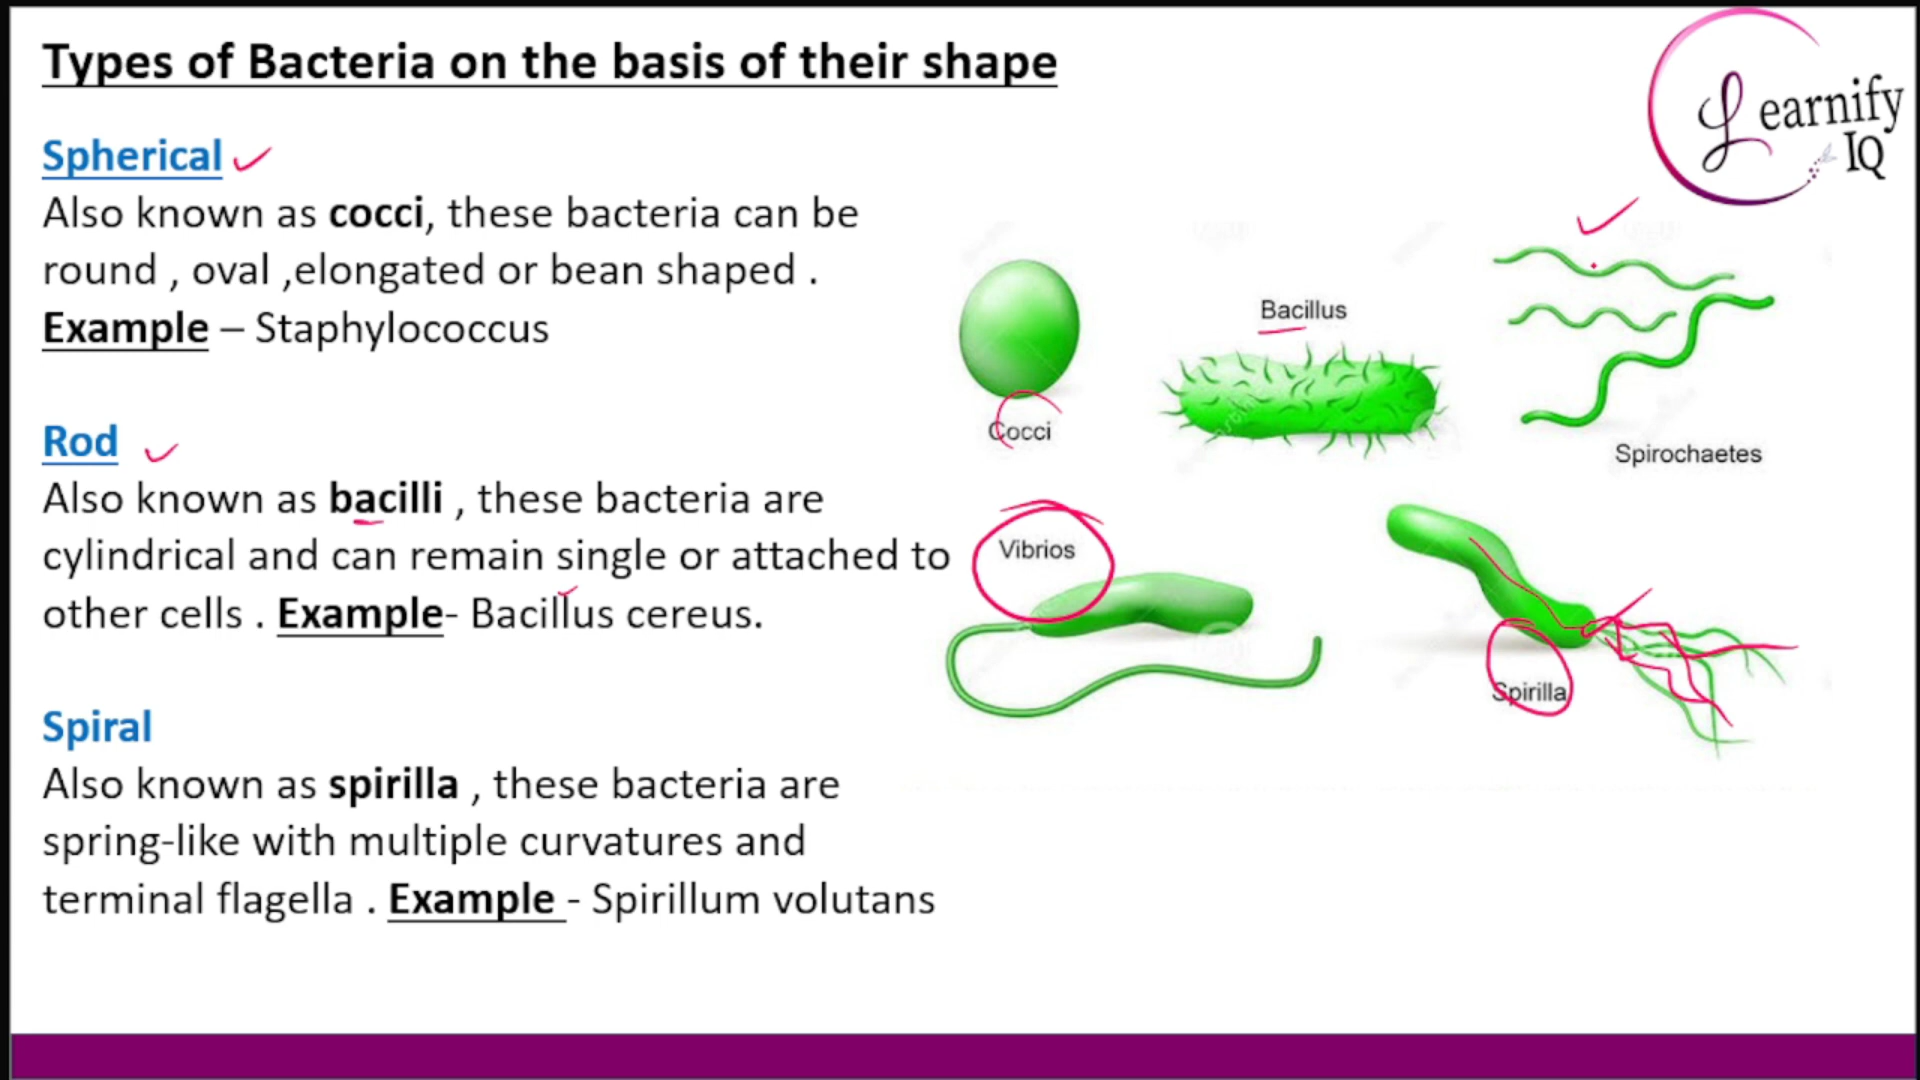 Types of Bacteria on the basis of their shape
Learnify
IQ
Spherical
Also known as cocci, these bacteria can be
round , oval ,elongated or bean shaped .
Example – Staphylococcus
Rod
Also known as bacilli , these bacteria are
cylindrical and can remain single or attached to
other cells . Example- Bacillus cereus.
Spiral
Also known as spirilla , these bacteria are
spring-like with multiple curvatures and
terminal flagella . Example - Spirillum volutans
Bacillus
Cocci
Spirochaetes
Vibrios
Spirilla